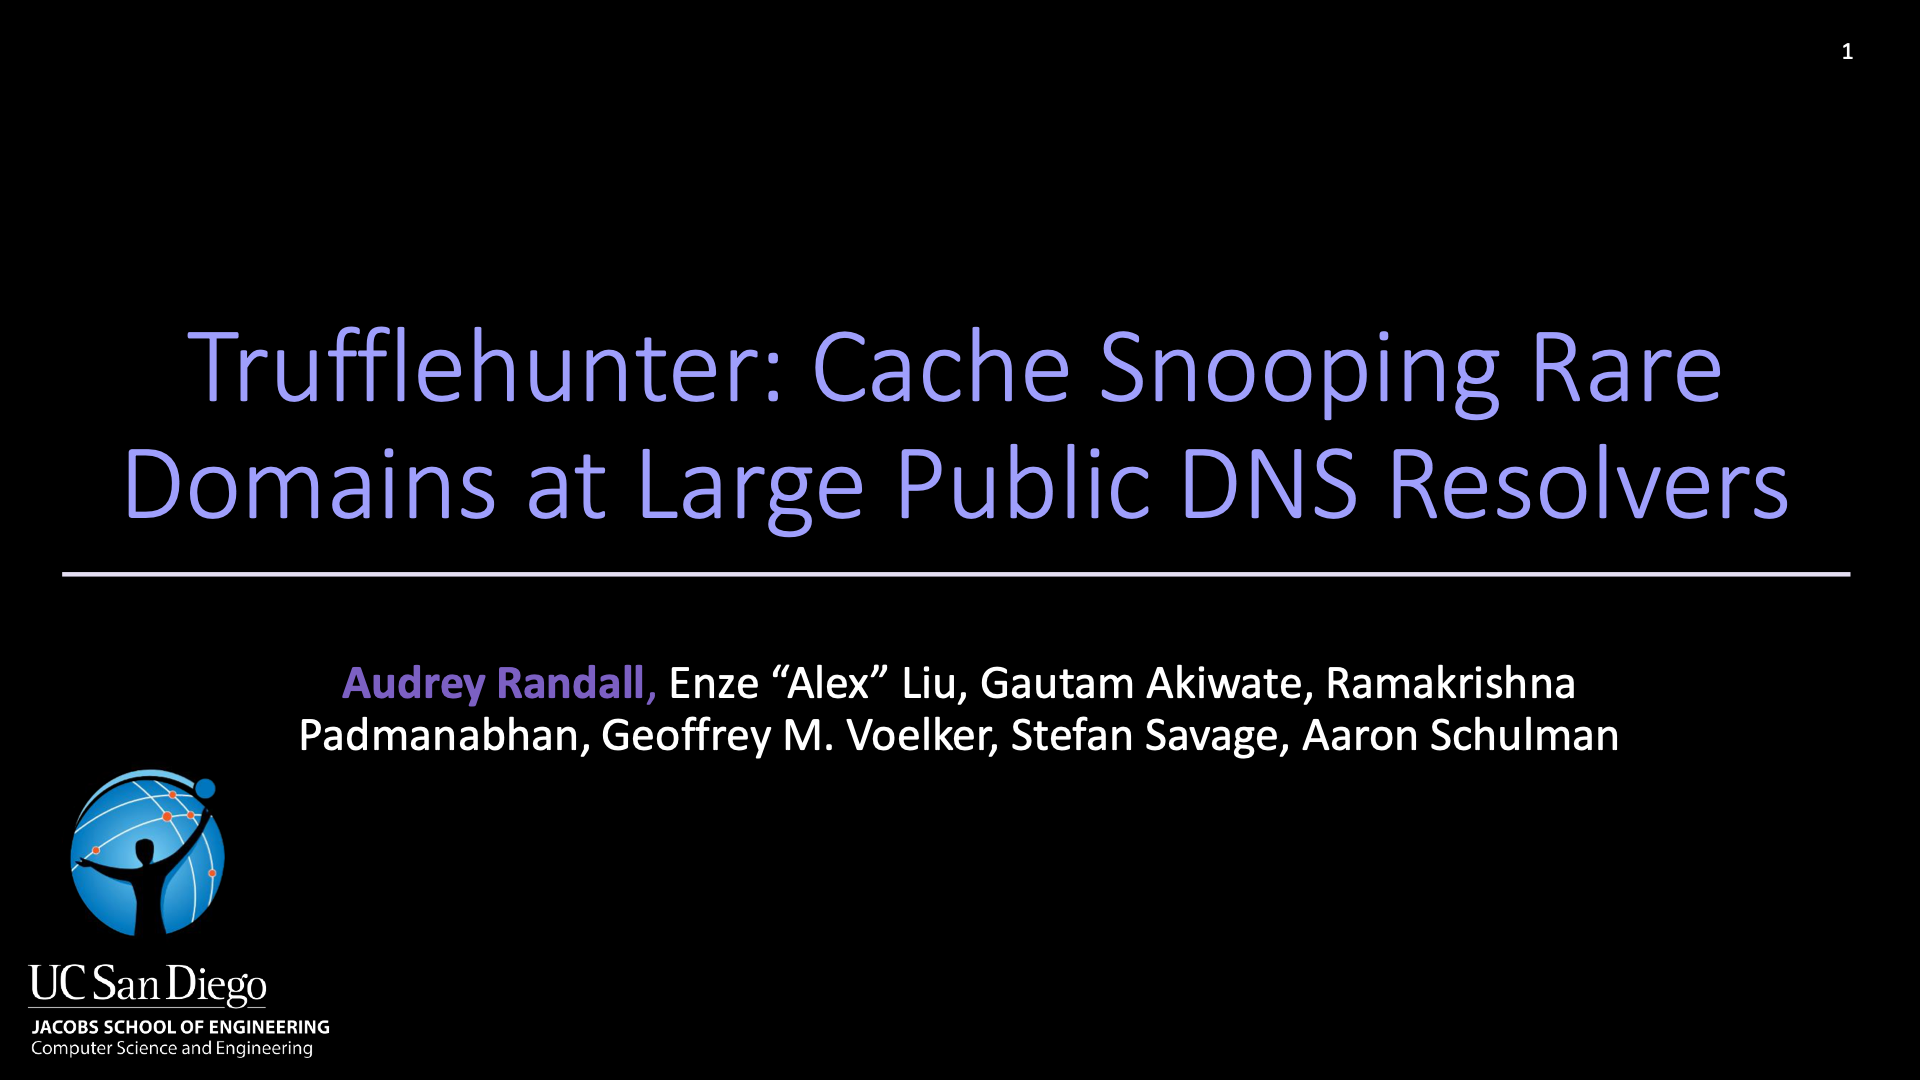 1
Trufflehunter: Cache Snooping Rare
Domains at Large Public DNS Resolvers
Audrey Randall, Enze “Alex” Liu, Gautam Akiwate, Ramakrishna
Padmanabhan, Geoffrey M. Voelker, Stefan Savage, Aaron Schulman
UC San Diego
JACOBS SCHOOL OF ENGINEERING
Computer Science and Engineering